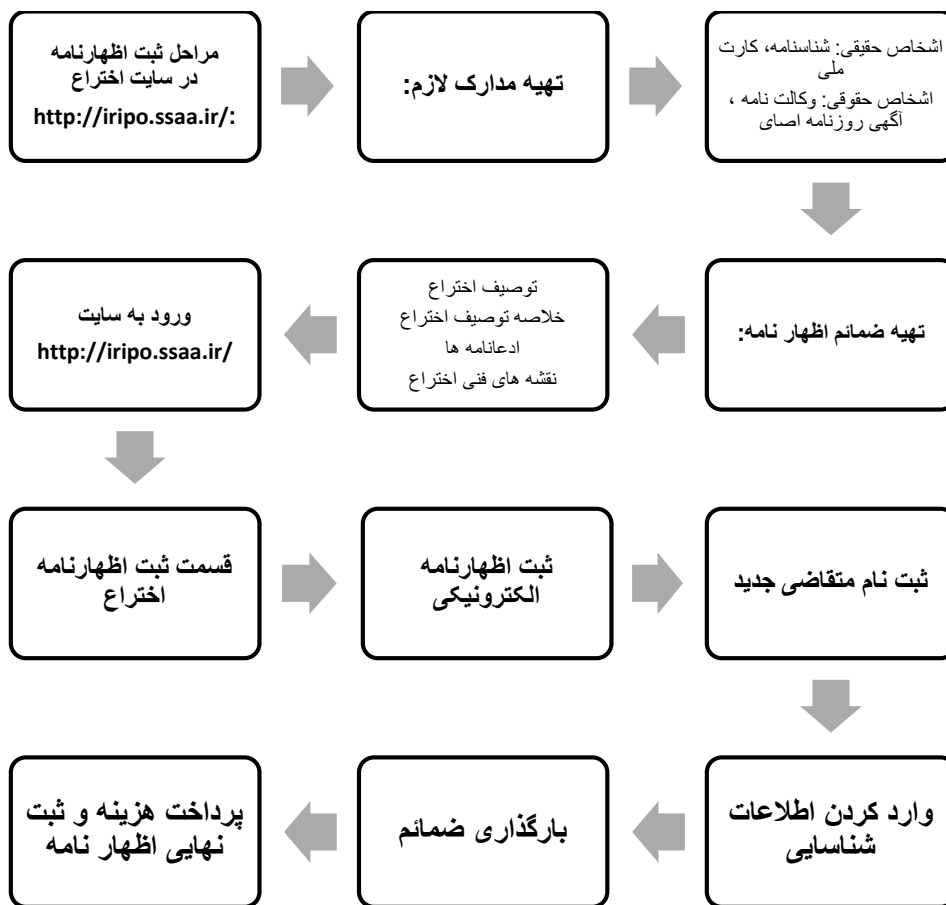 مراحل ثبت اظهارنامه
در سایت اختراع
http://iripo.ssaa.ir/:
تهیه مدارک لازم:
اشخاص حقیقی: شناسنامه، کارت
ملی
اشخاص حقوقی: وکالت نامه ،
آگهی روزنامه اصای
تهیه ضمائم اظهار نامه:
توصیف اختراع
خلاصه توصیف اختراع
ادعانامه ها
نقشه های فنی اختراع
ورود به سایت
http://iripo.ssaa.ir/
قسمت ثبت اظهارنامه
اختراع
ثبت اظهارنامه
الکترونیکی
ثبت نام متقاضی جدید
وارد کردن اطلاعات
شناسایی
بارگذاری ضمائم
پرداخت هزینه و ثبت
نهایی اظهار نامه